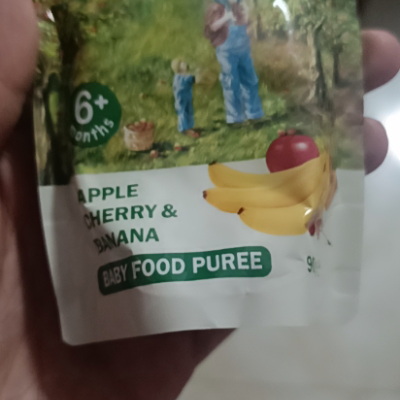 6+
months
APPLE
CHERRY &
BANANA
BABY FOOD PUREE